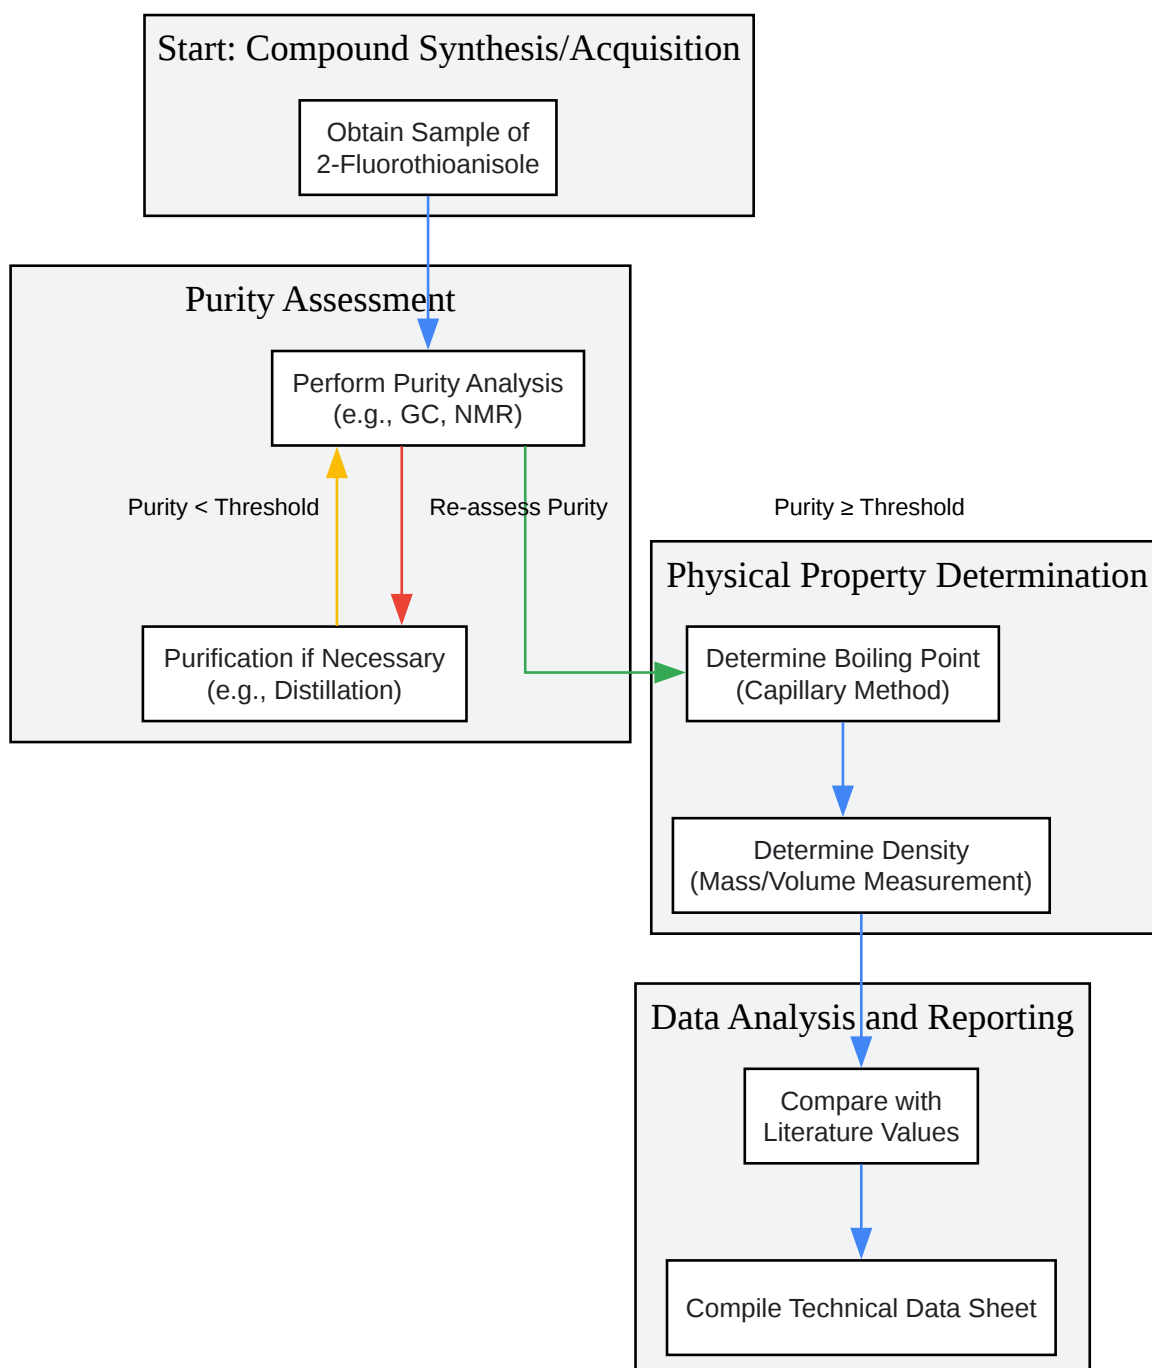 Start: Compound Synthesis/Acquisition
Obtain Sample of
2-Fluorothioanisole
Purity Assessment
Perform Purity Analysis
(e.g., GC, NMR)
Purity < Threshold
Re-assess Purity
Purity ≥ Threshold
Purification if Necessary
(e.g., Distillation)
Physical Property Determination
Determine Boiling Point
(Capillary Method)
Determine Density
(Mass/Volume Measurement)
Data Analysis and Reporting
Compare with
Literature Values
Compile Technical Data Sheet